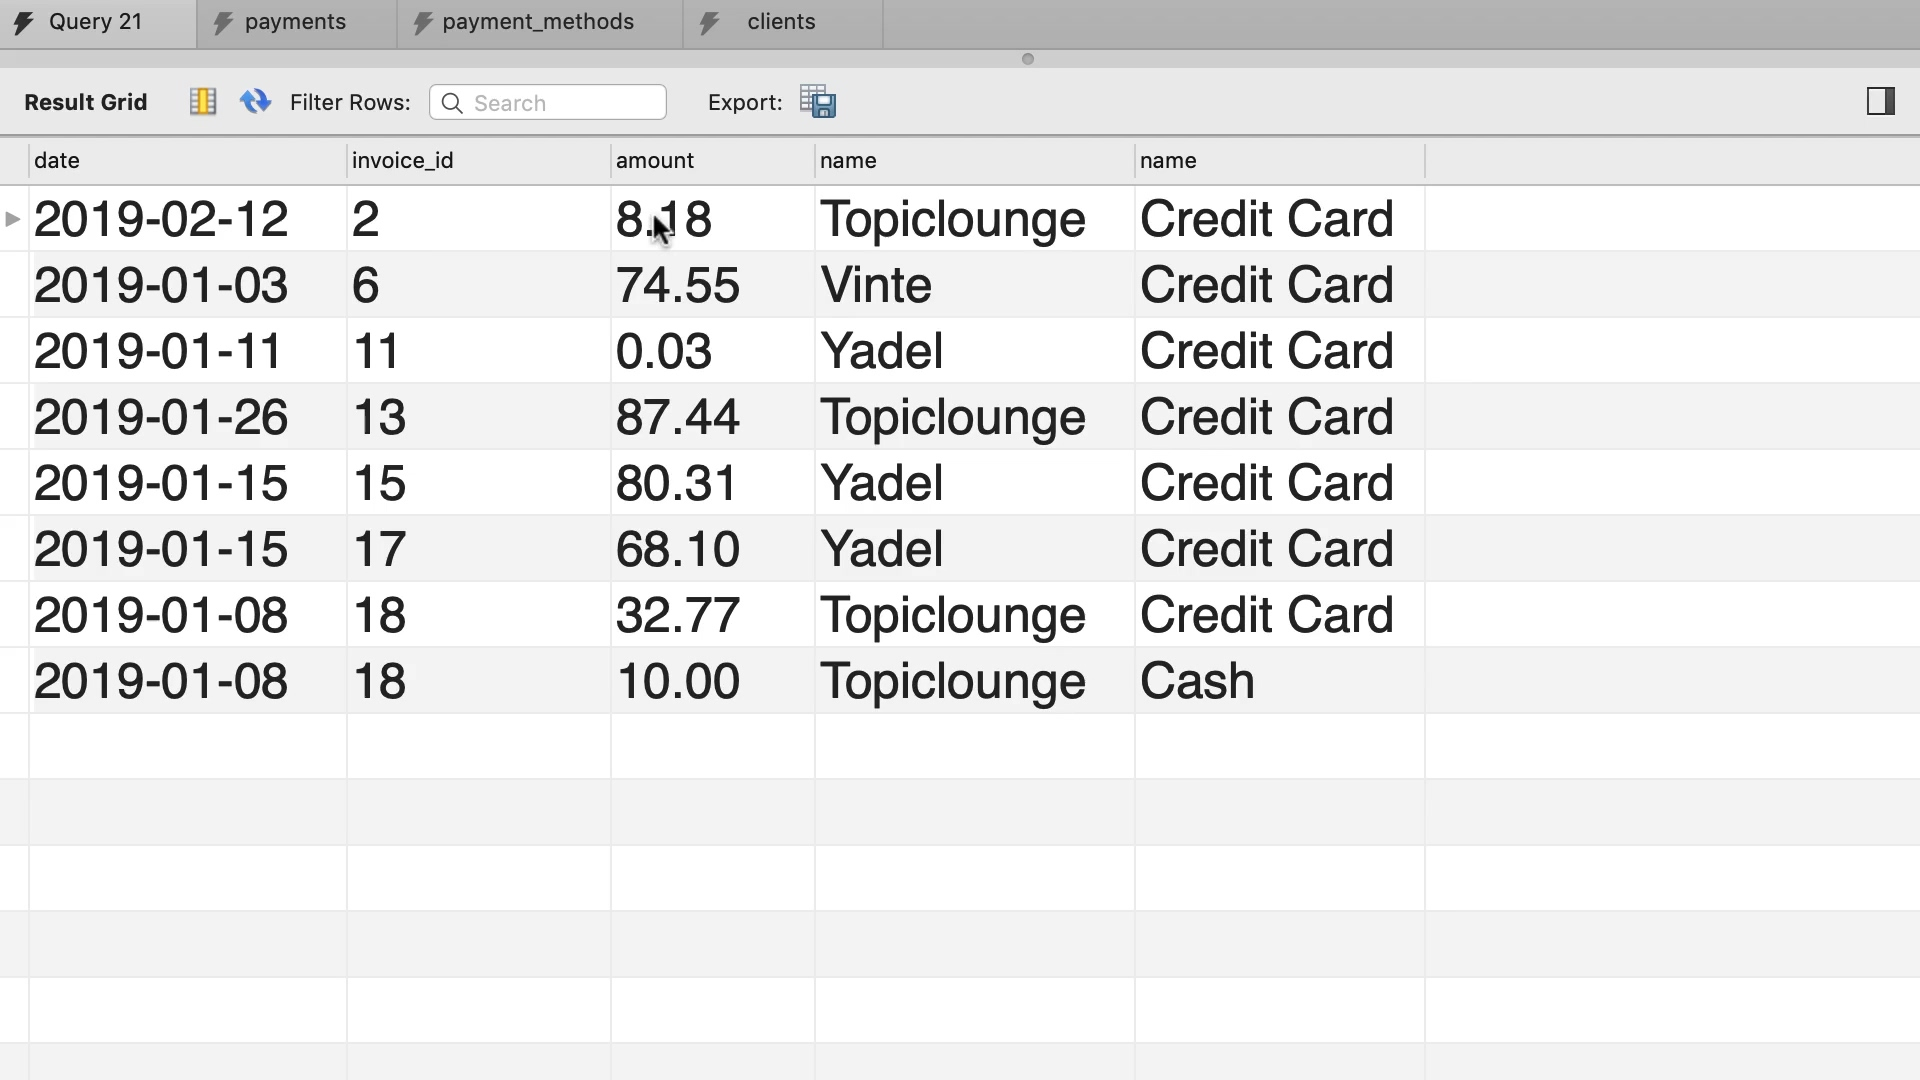 Query 21 payments payment_methods clients
Result Grid Filter Rows: Search Export:
date invoice_id amount name name
2019-02-12 2 8.18 Topiclounge Credit Card
2019-01-03 6 74.55 Vinte Credit Card
2019-01-11 11 0.03 Yadel Credit Card
2019-01-26 13 87.44 Topiclounge Credit Card
2019-01-15 15 80.31 Yadel Credit Card
2019-01-15 17 68.10 Yadel Credit Card
2019-01-08 18 32.77 Topiclounge Credit Card
2019-01-08 18 10.00 Topiclounge Cash